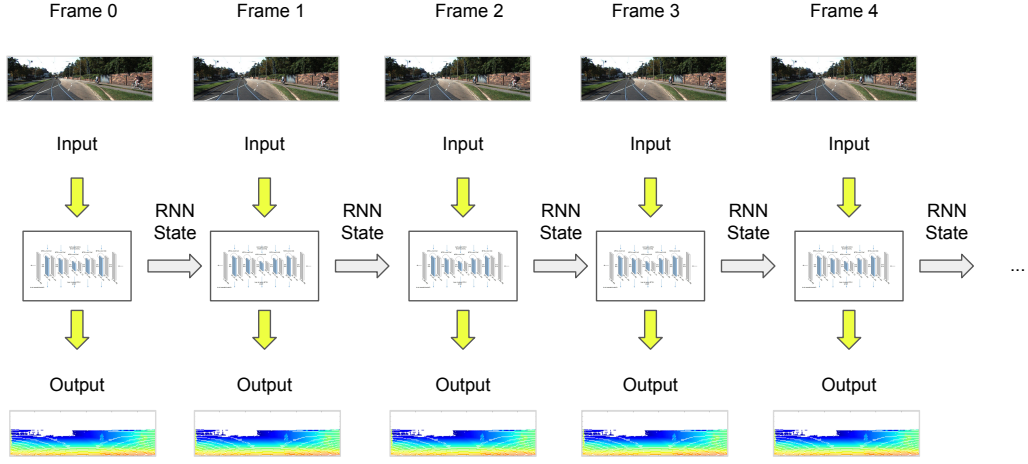 Frame 0
Frame 1
Frame 2
Frame 3
Frame 4
Input
Input
Input
Input
Input
RNN
State
RNN
State
RNN
State
RNN
State
RNN
State
...
Output
Output
Output
Output
Output